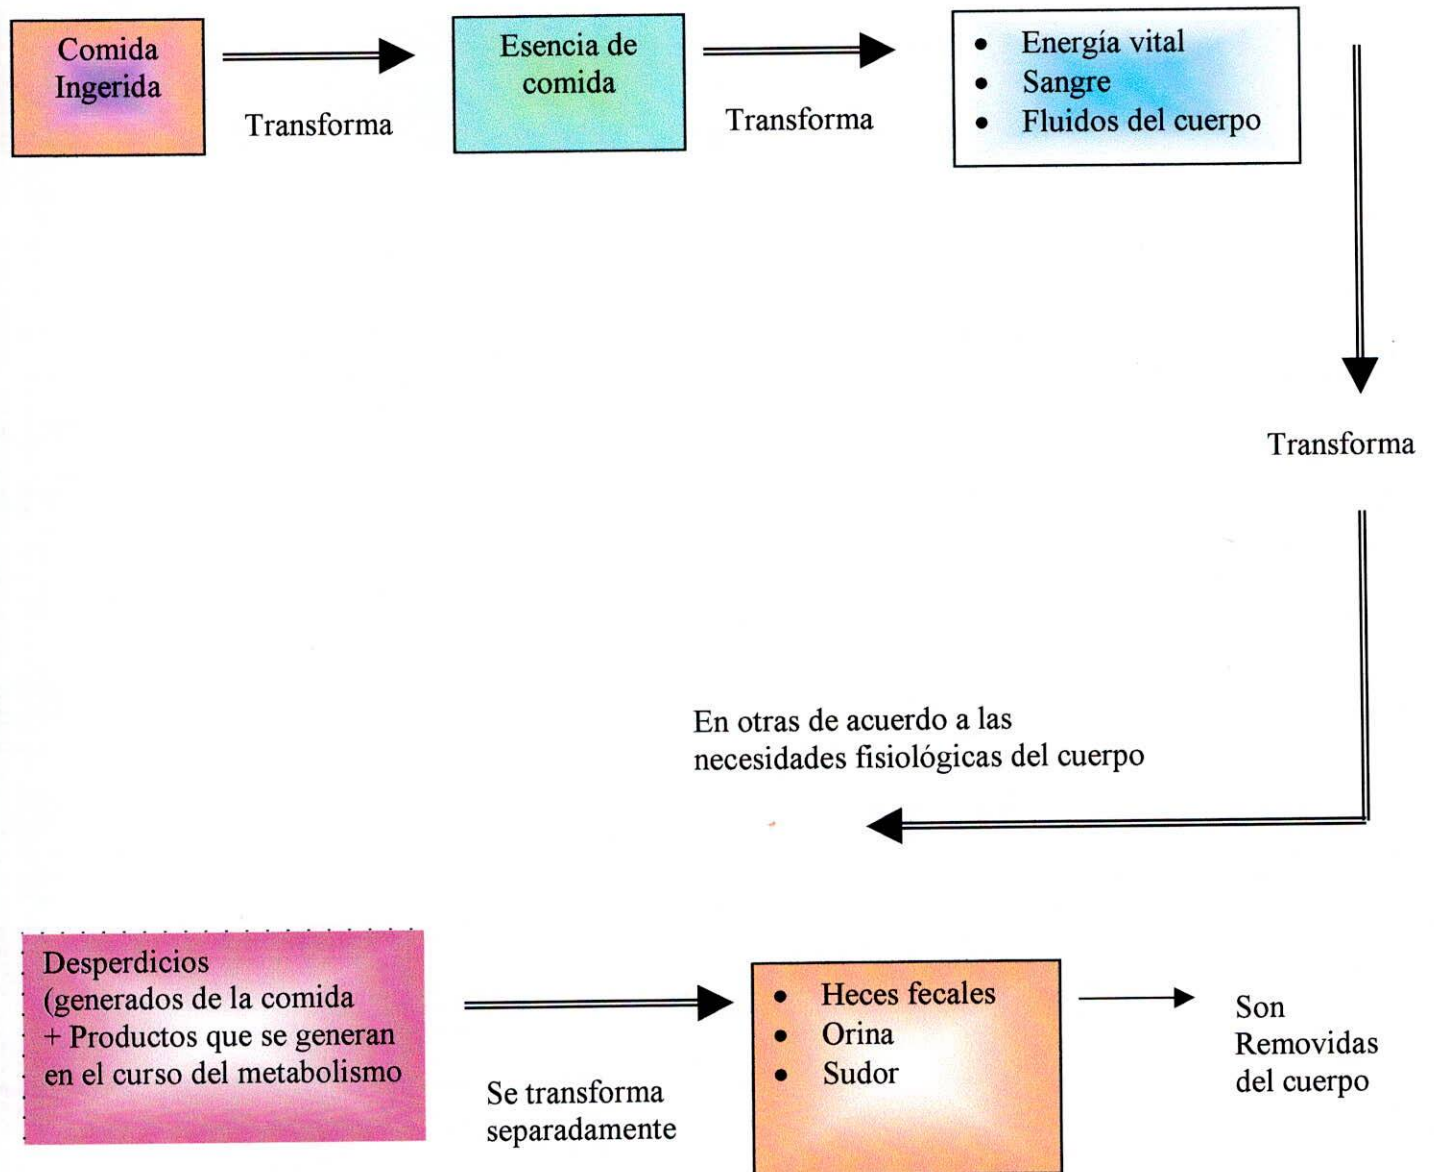 Comida
Ingerida
Transforma
Esencia de
comida
Transforma
• Energía vital
• Sangre
• Fluidos del cuerpo
Transforma
En otras de acuerdo a las
necesidades fisiológicas del cuerpo
Desperdicios
(generados de la comida
+ Productos que se generan
en el curso del metabolismo
Se transforma
separadamente
• Heces fecales
• Orina
• Sudor
Son
Removidas
del cuerpo